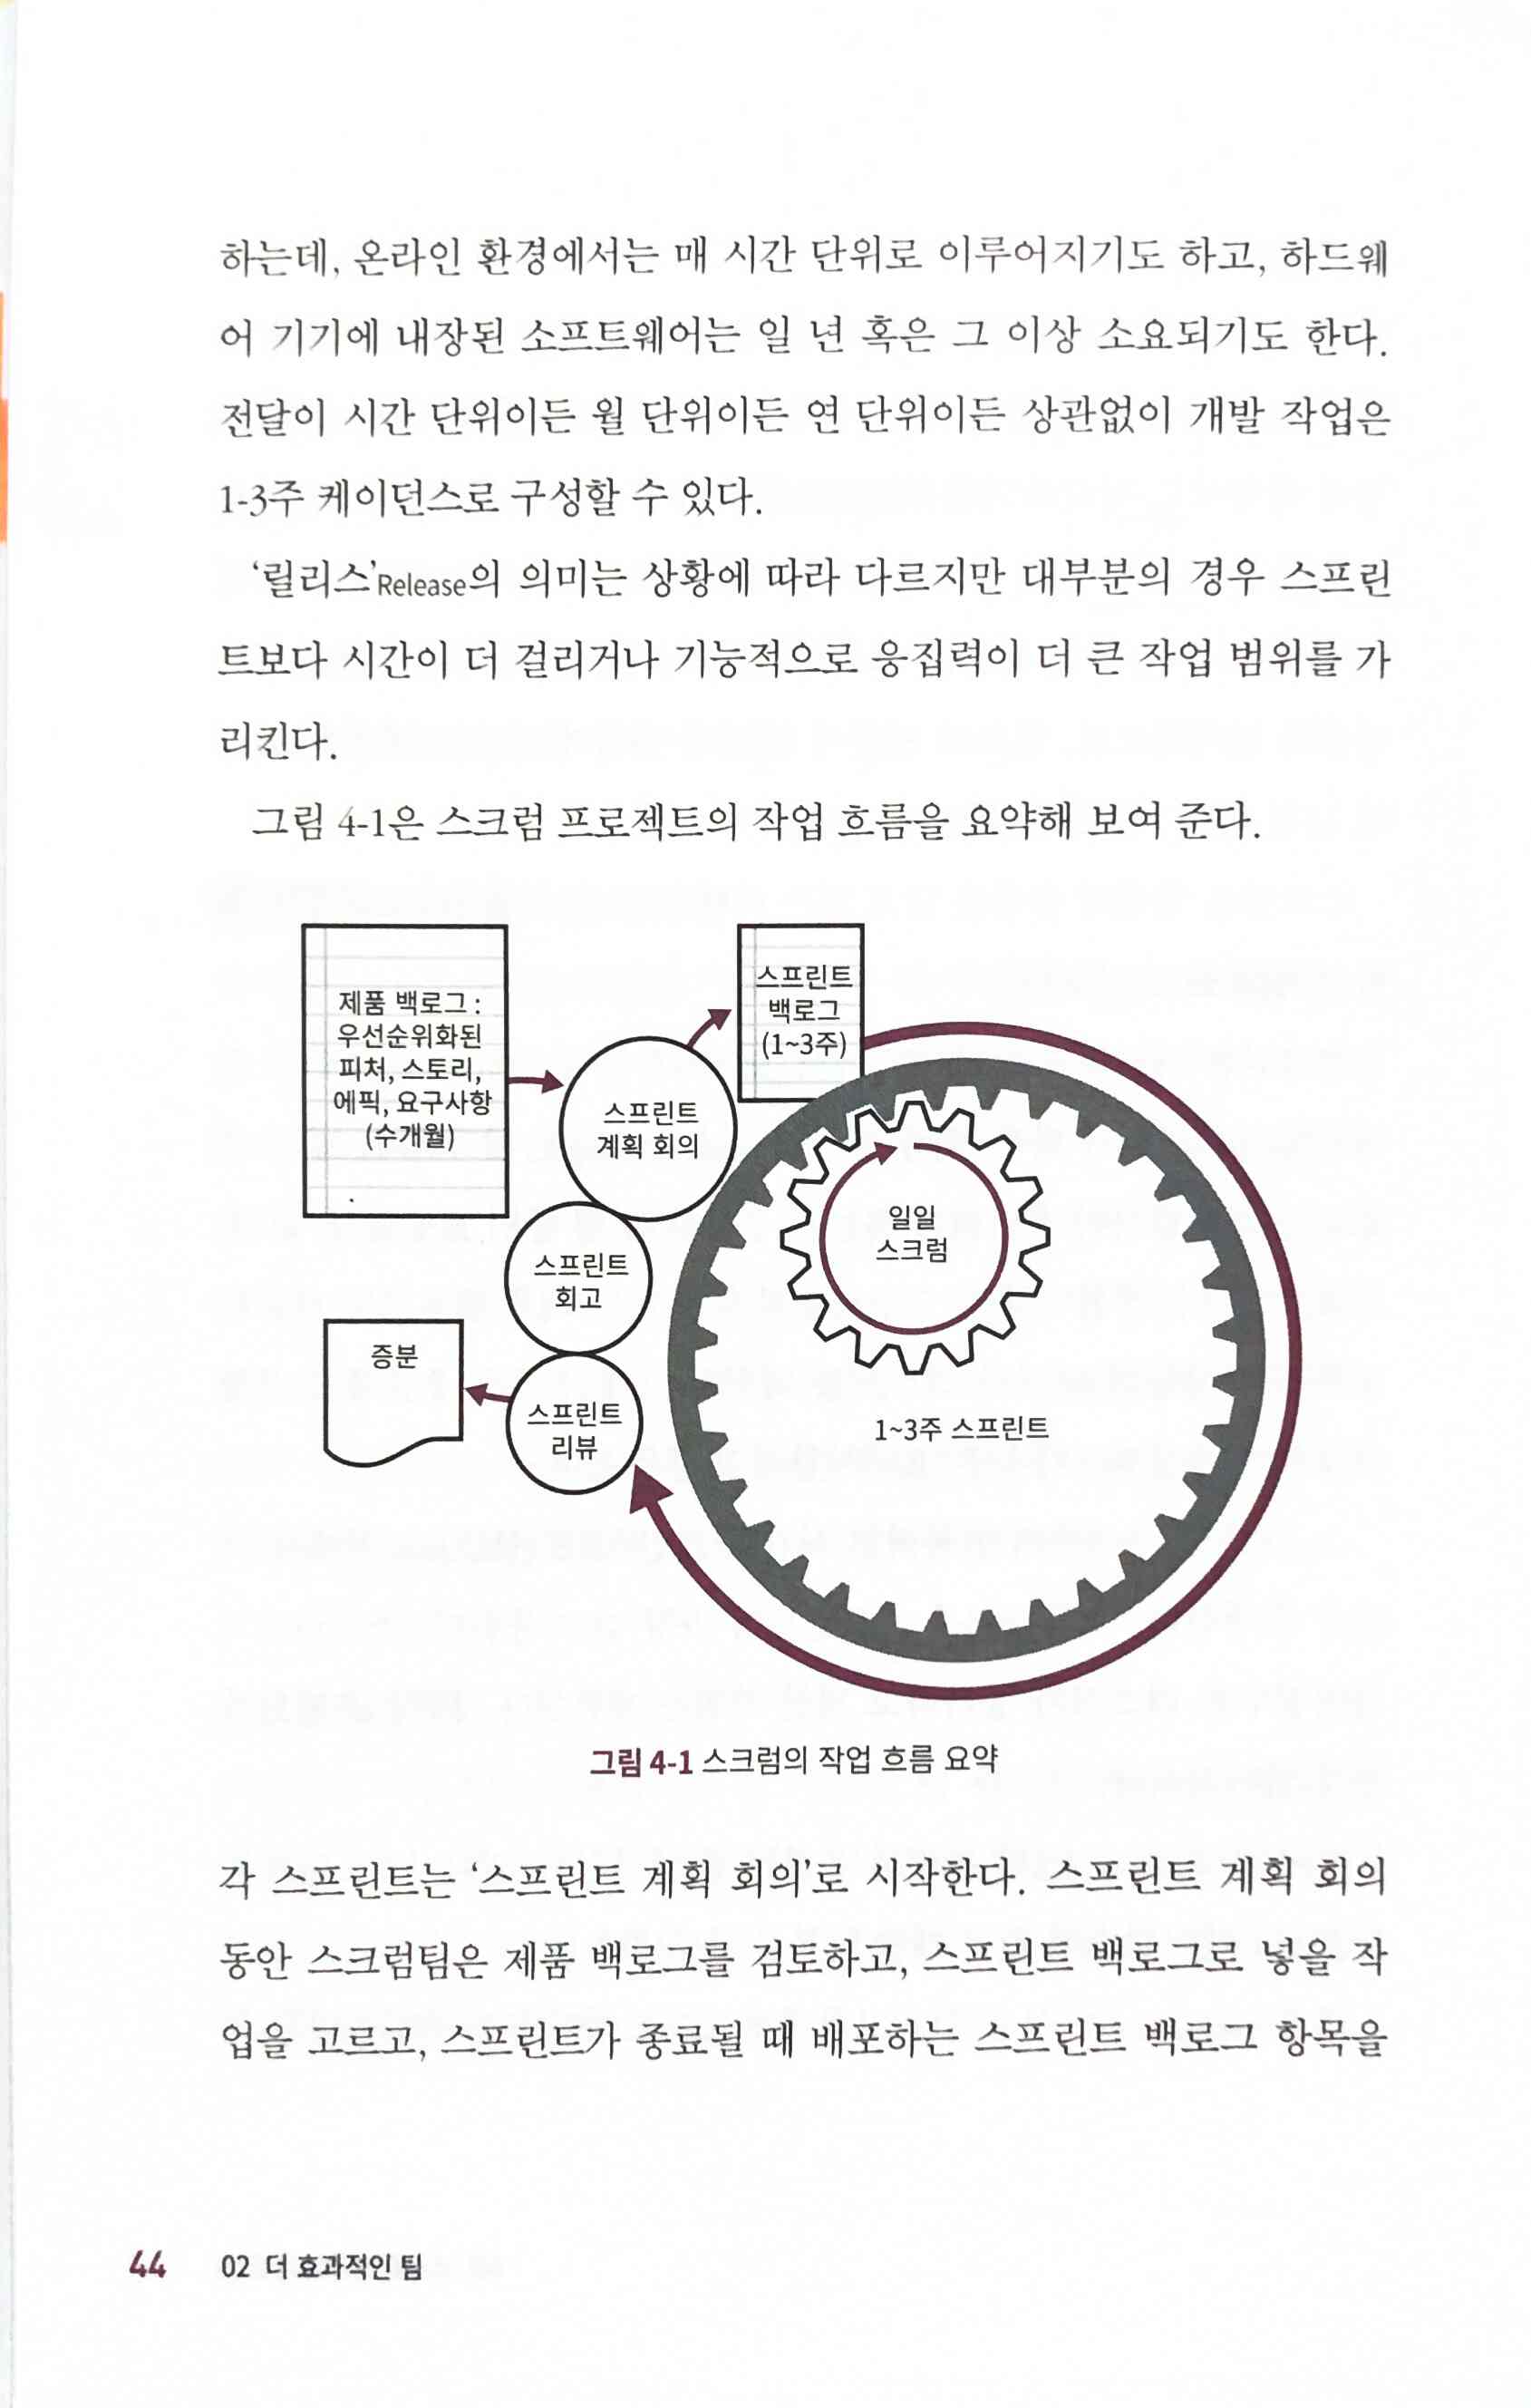 하는데, 온라인 환경에서는 매 시간 단위로 이루어지기도 하고, 하드웨
어 기기에 내장된 소프트웨어는 일 년 혹은 그 이상 소요되기도 한다.
전달이 시간 단위이든 월 단위이든 연 단위이든 상관없이 개발 작업은
1-3주 케이던스로 구성할 수 있다.
‘릴리스’Release의 의미는 상황에 따라 다르지만 대부분의 경우 스프린
트보다 시간이 더 걸리거나 기능적으로 응집력이 더 큰 작업 범위를 가
리킨다.
그림 4-1은 스크럼 프로젝트의 작업 흐름을 요약해 보여 준다.
제품 백로그 :
우선순위화된
피처, 스토리,
에픽, 요구사항
(수개월)
스프린트
계획 회의
스프린트
백로그
(1~3주)
일일
스크럼
1~3주 스프린트
스프린트
회고
스프린트
리뷰
증분
그림 4-1 스크럼의 작업 흐름 요약
각 스프린트는 ‘스프린트 계획 회의’로 시작한다. 스프린트 계획 회의
동안 스크럼팀은 제품 백로그를 검토하고, 스프린트 백로그로 넣을 작
업을 고르고, 스프린트가 종료될 때 배포하는 스프린트 백로그 항목을
44 02 더 효과적인 팀